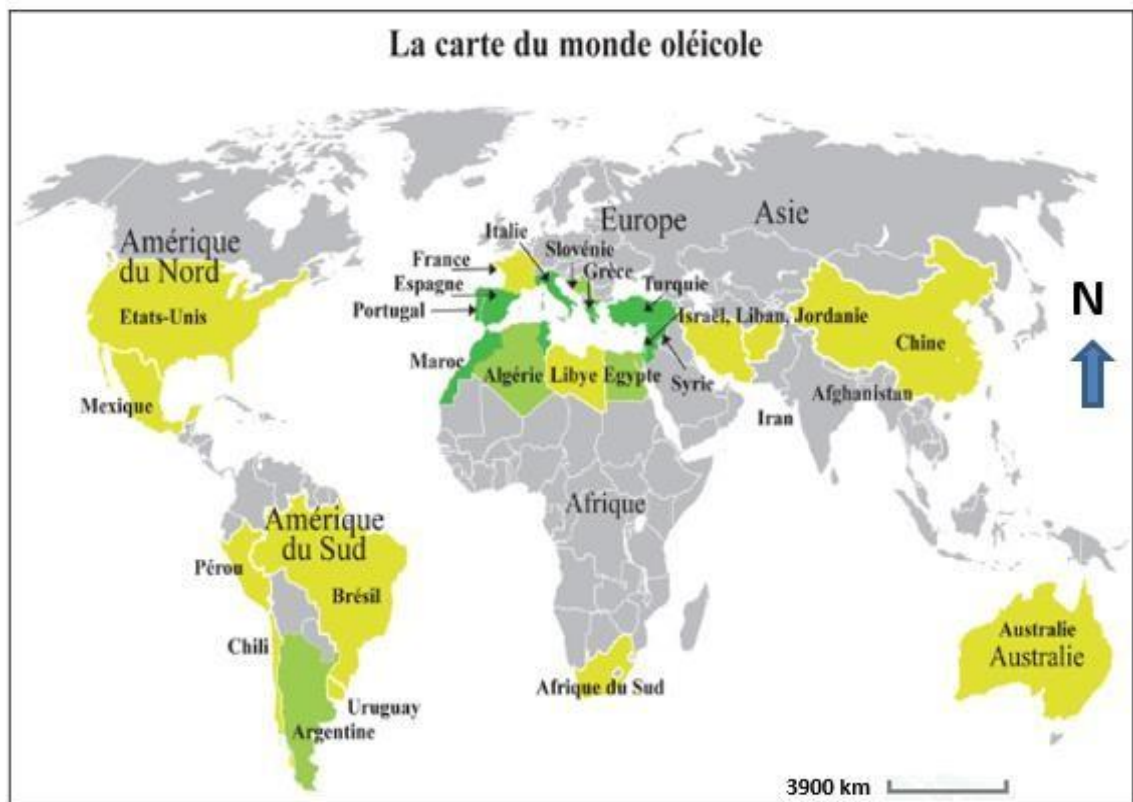 La carte du monde oléicole
Amérique
du Nord
Etats-Unis
Mexique
Europe
Asie
Italie
Slovénie
France
Grèce
Espagne
Turquie
Portugal
Israël, Liban, Jordanie
Maroc
Algérie
Libye
Egypte
Syrie
Chine
Afghanistan
Iran
N
Afrique
Amérique
du Sud
Pérou
Brésil
Chili
Uruguay
Argentine
Afrique du Sud
Australie
Australie
3900 km